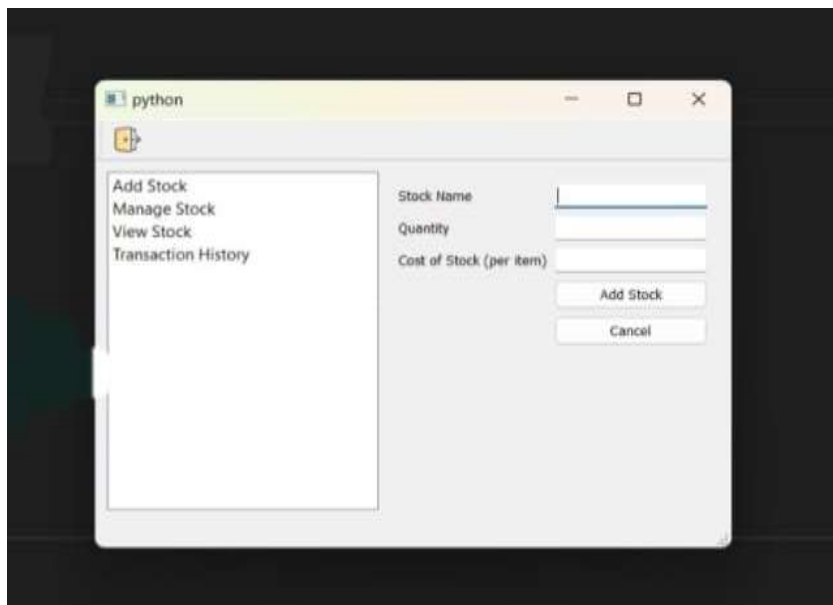 python
Add Stock
Manage Stock
View Stock
Transaction History
Stock Name
Quantity
Cost of Stock (per item)
Add Stock
Cancel